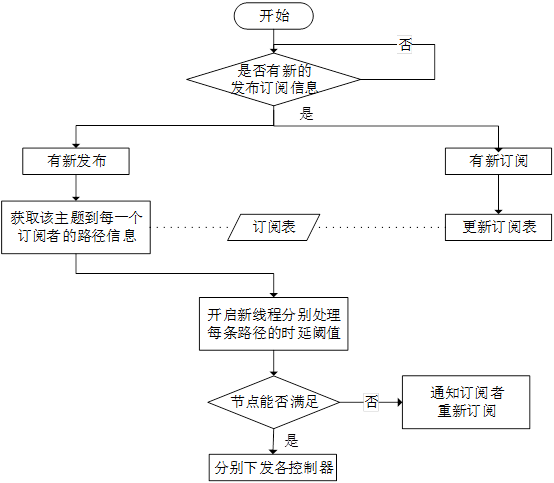 开始
否
是否有新的
发布订阅信息
是
有新发布
有新订阅
获取该主题到每一个
订阅者的路径信息
订阅表
更新订阅表
开启新线程分别处理
每条路径的时延阈值
节点能否满足
否
通知订阅者
重新订阅
是
分别下发各控制器